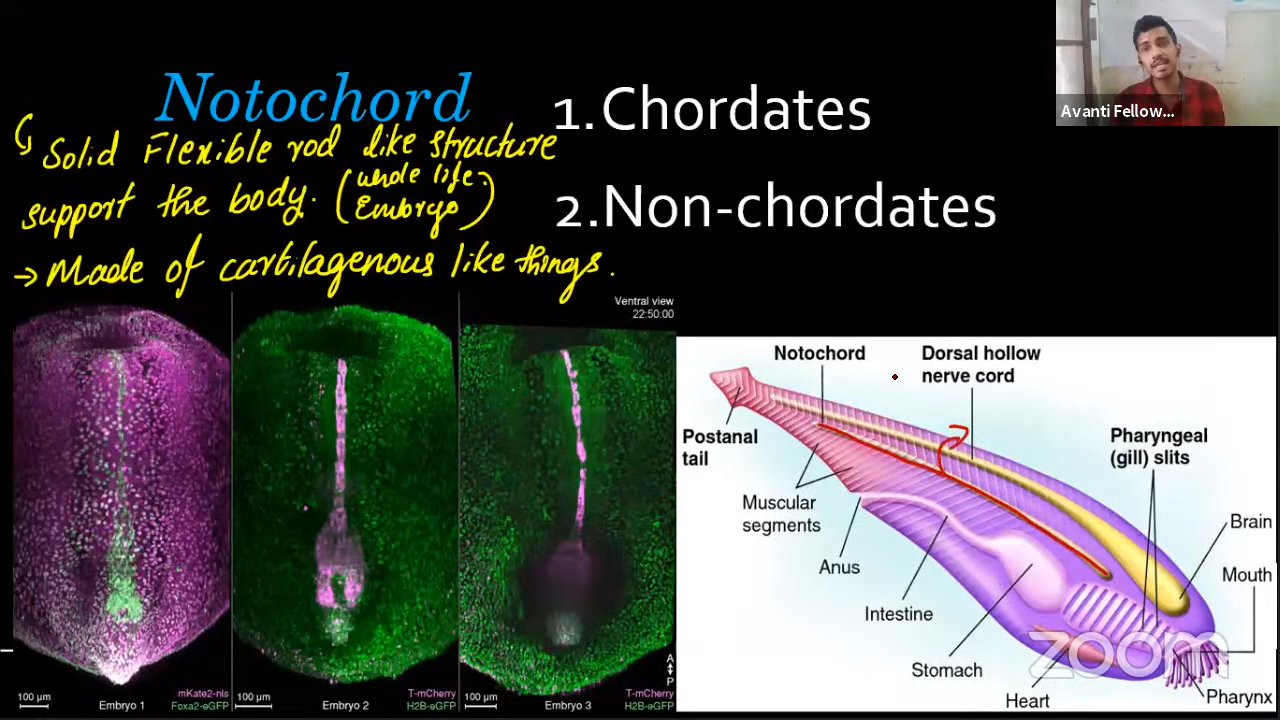 Notochord
Solid Flexible rod like structure
support the body. (whole life. Embryo)
→ Made of cartilagenous like things.
1.Chordates
2.Non-chordates
Avanti Fellow...
Ventral view
22:50:00
100 µm
Embryo 1
mKate2-nls
Foxa2-eGFP
100 µm
Embryo 2
T-mCherry
H2B-eGFP
100 µm
Embryo 3
A
P
T-mCherry
H2B-eGFP
Notochord
Dorsal hollow
nerve cord
Postanal
tail
Pharyngeal
(gill) slits
Muscular
segments
Brain
Anus
Mouth
Intestine
Stomach
Heart
Pharynx
zoom